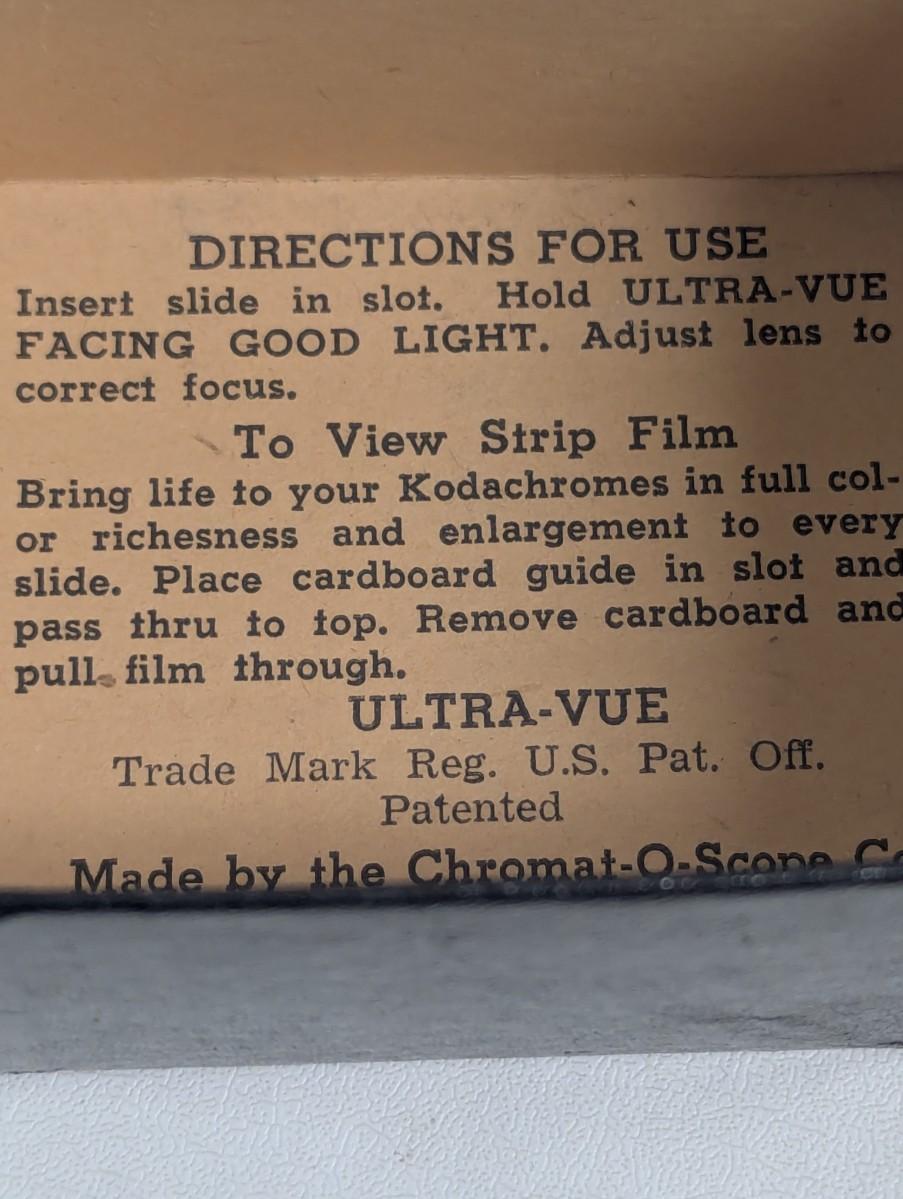 DIRECTIONS FOR USE
Insert slide in slot. Hold ULTRA-VUE
FACING GOOD LIGHT. Adjust lens to
correct focus.
To View Strip Film
Bring life to your Kodachromes in full col-
or richesness and enlargement to every
slide. Place cardboard guide in slot and
pass thru to top. Remove cardboard and
pull film through.
ULTRA-VUE
Trade Mark Reg. U.S. Pat. Off.
Patented
Made by the Chromat-O-Scope